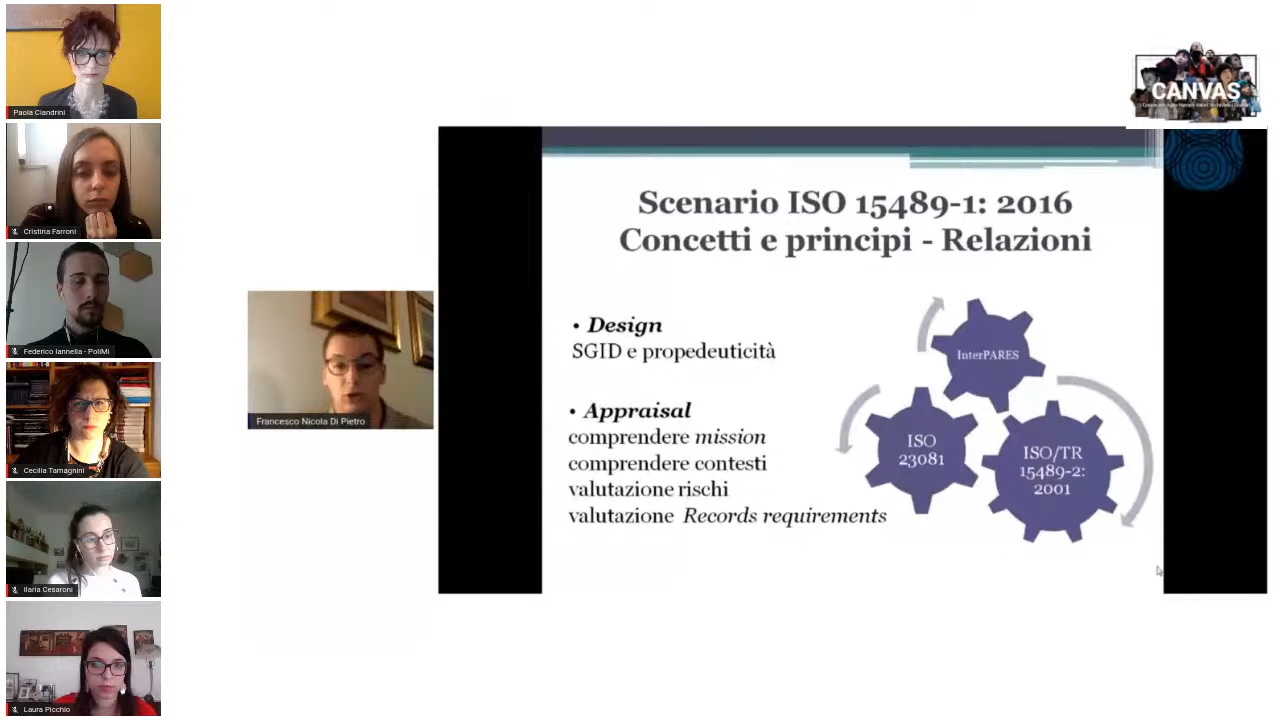 Paola Ciandrini
Cristina Farroni
Federico Iannella - PoliMi
Cecilia Tamagnini
Ilaria Cesaroni
Laura Picchio
Francesco Nicola Di Pietro
CANVAS
Scenario ISO 15489-1: 2016
Concetti e principi - Relazioni
• Design
SGID e propedeuticità
• Appraisal
comprendere mission
comprendere contesti
valutazione rischi
valutazione Records requirements
InterPARES
ISO
23081
ISO/TR
15489-2:
2001